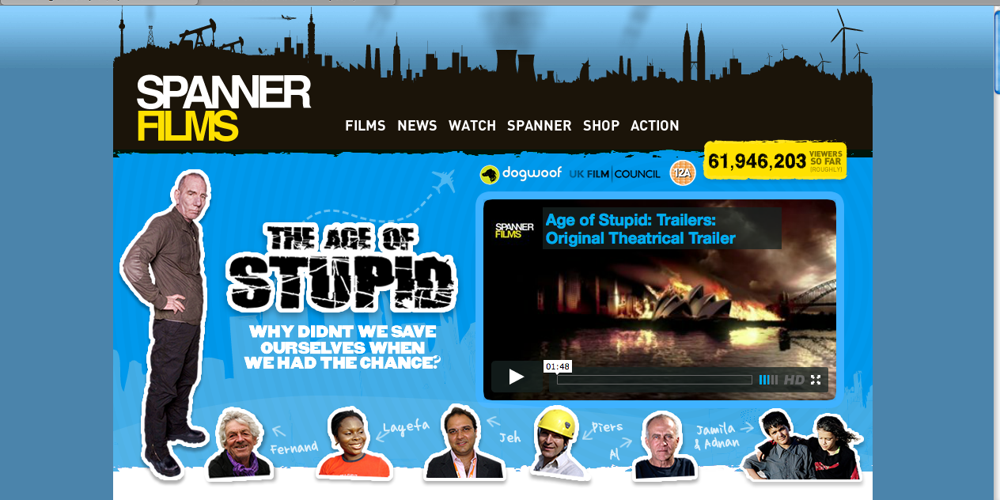 SPANNER
FILMS
FILMS NEWS WATCH SPANNER SHOP ACTION
61,946,203 VIEWERS
SO FAR
(ROUGHLY)
dogwoof UK FILM COUNCIL 12A
THE AGE OF
STUPID
WHY DIDNT WE SAVE
OURSELVES WHEN
WE HAD THE CHANCE?
SPANNER
FILMS
Age of Stupid: Trailers:
Original Theatrical Trailer
01:48
HD
Fernand
Layefa
Jeh
Piers
Al
Jamila
& Adnan